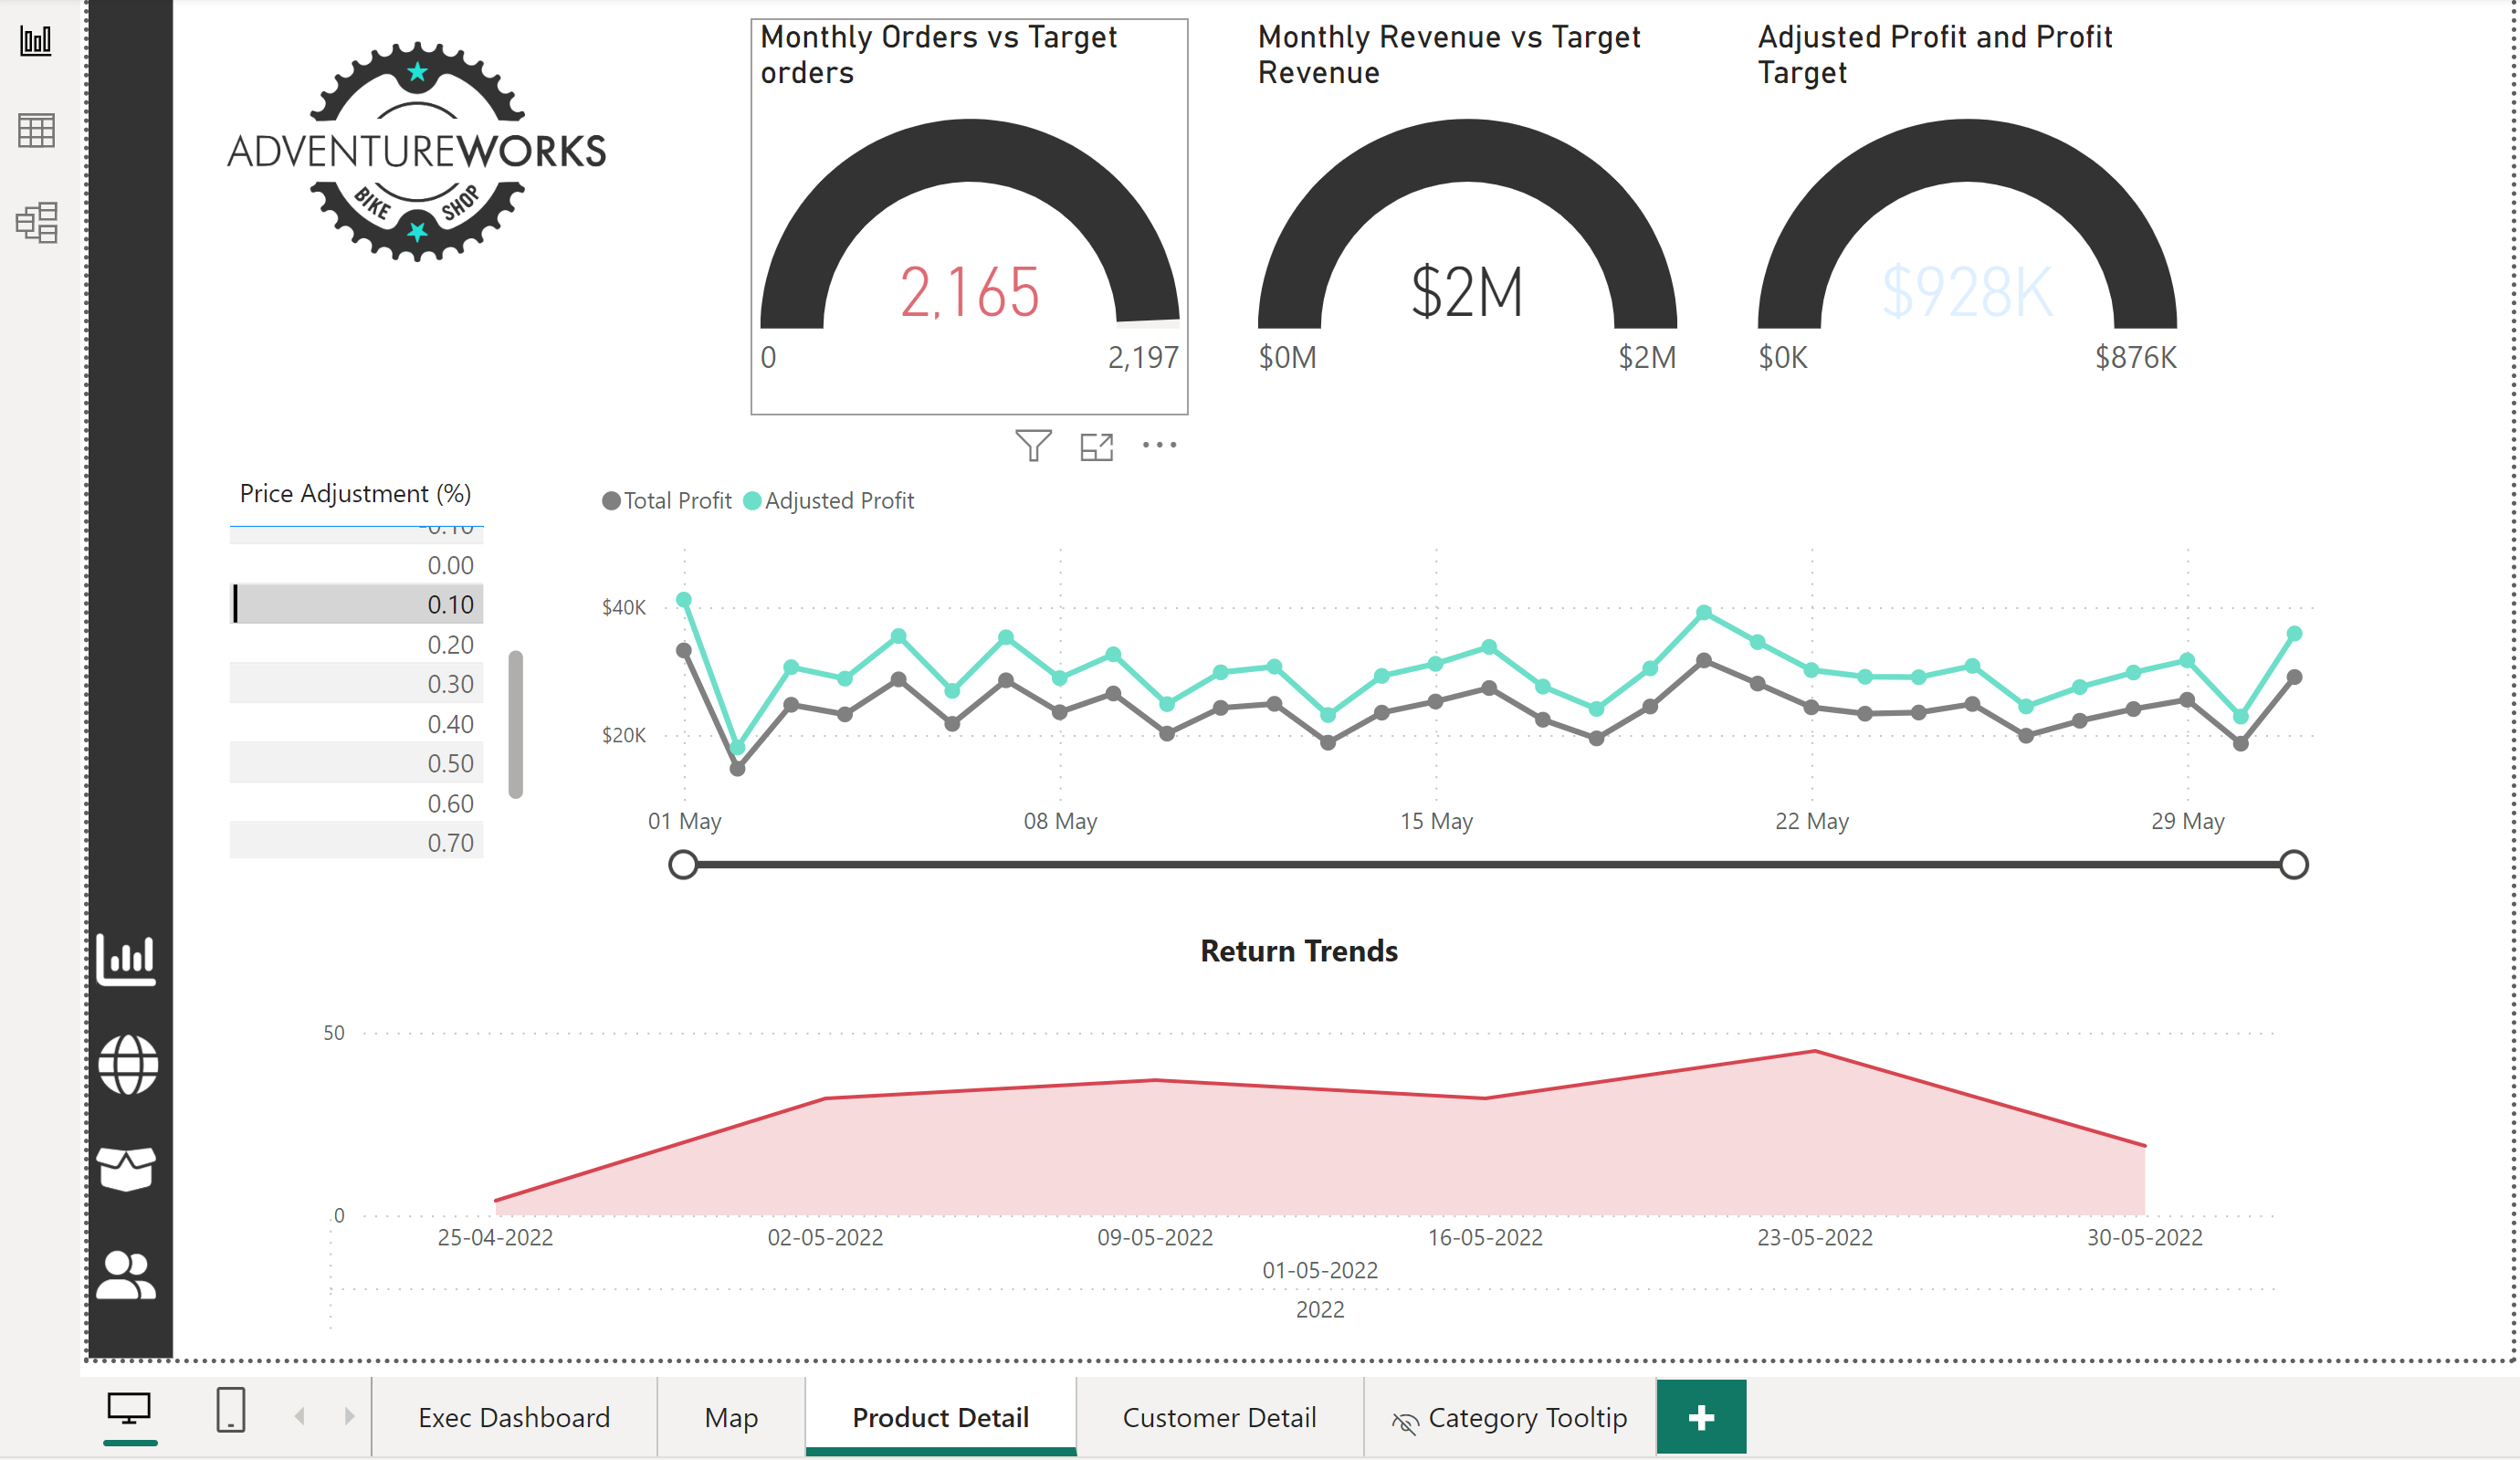 Monthly Orders vs Target
orders
2,165
0
2,197
Monthly Revenue vs Target
Revenue
$2M
$0M
$2M
Adjusted Profit and Profit
Target
$928K
$0K
$876K
ADVENTUREWORKS
BIKE SHOP
Price Adjustment (%)
-0.10
0.00
0.10
0.20
0.30
0.40
0.50
0.60
0.70
Total Profit
Adjusted Profit
$40K
$20K
01 May
08 May
15 May
22 May
29 May
Return Trends
50
0
25-04-2022
02-05-2022
09-05-2022
16-05-2022
23-05-2022
30-05-2022
01-05-2022
2022
Exec Dashboard
Map
Product Detail
Customer Detail
Category Tooltip